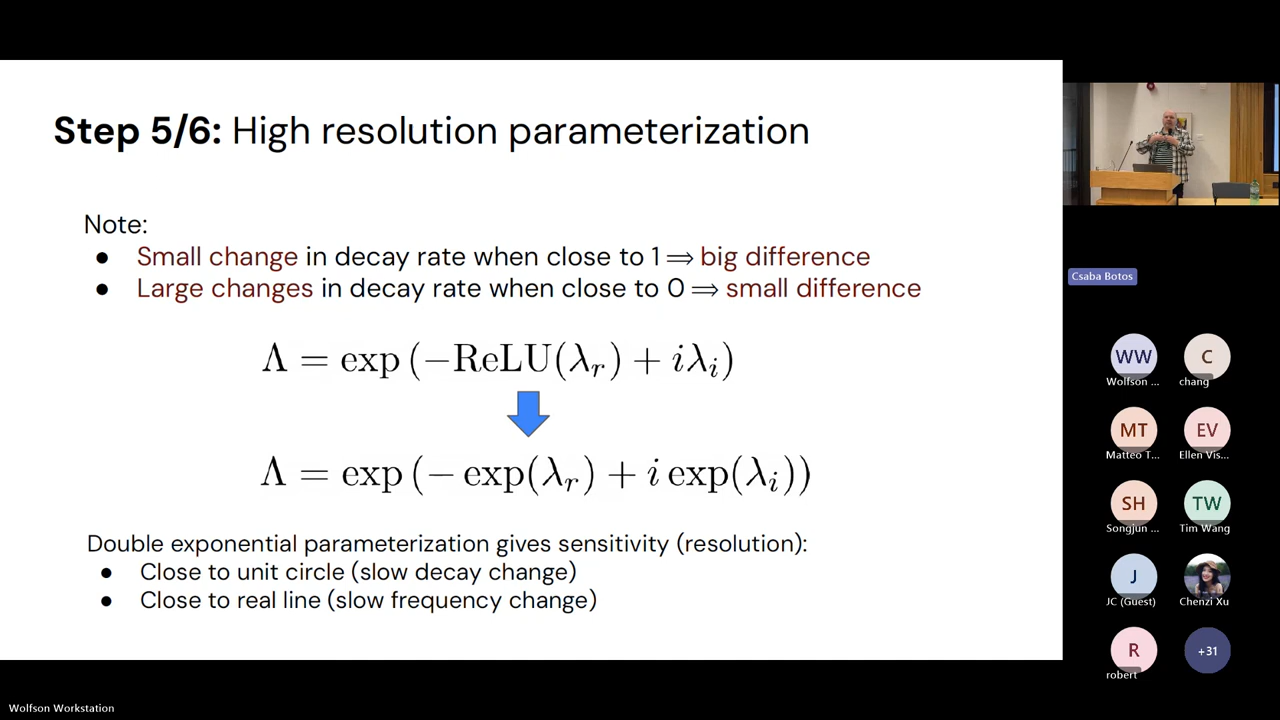 Step 5/6: High resolution parameterization
Note:
● Small change in decay rate when close to 1 ⟹ big difference
● Large changes in decay rate when close to 0 ⟹ small difference
Λ = exp (−ReLU(λ_r) + iλ_i)
Λ = exp (− exp(λ_r) + i exp(λ_i))
Double exponential parameterization gives sensitivity (resolution):
● Close to unit circle (slow decay change)
● Close to real line (slow frequency change)
Csaba Botos
WW
Wolfson ...
C
chang
MT
Matteo T...
EV
Ellen Vis...
SH
Songjun ...
TW
Tim Wang
J
JC (Guest)
Chenzi Xu
R
robert
+31
Wolfson Workstation